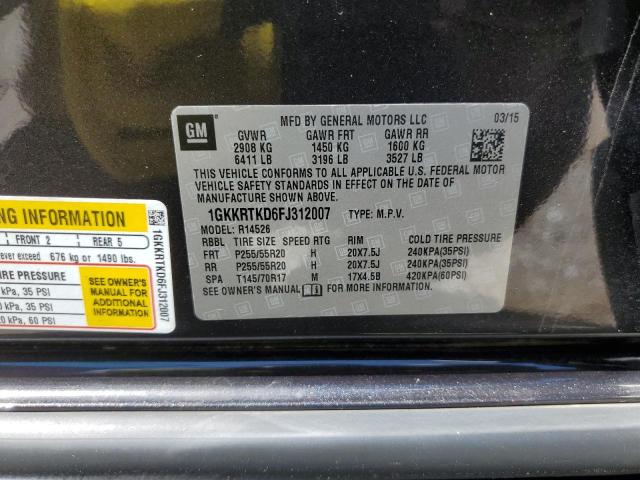 GM
MFD BY GENERAL MOTORS LLC 03/15
GVWR GAWR FRT GAWR RR
2908 KG 1450 KG 1600 KG
6411 LB 3196 LB 3527 LB
THIS VEHICLE CONFORMS TO ALL APPLICABLE U.S. FEDERAL MOTOR
VEHICLE SAFETY AND THEFT PREVENTION STANDARDS IN EFFECT ON THE DATE OF
MANUFACTURE SHOWN ABOVE.
1GKKRTKD6FJ312007 TYPE: M.P.V.
MODEL: R14526
RBBL TIRE SIZE SPEED RTG RIM COLD TIRE PRESSURE
FRT P255/55R20 H 20X7.5J 240KPA(35PSI)
RR P255/55R20 H 20X7.5J 240KPA(35PSI)
SPA T145/70R17 M 17X4.5B 420KPA(60PSI)
SEE OWNER'S MANUAL FOR MORE INFORMATION
NG INFORMATION
FRONT 2 REAR 5
ever exceed 676 kg or 1490 lbs.
TIRE PRESSURE
kPa, 35 PSI
kPa, 35 PSI
0 kPa, 60 PSI
SEE OWNER'S
MANUAL FOR
ADDITIONAL
INFORMATION
1GKKRTKD6FJ312007